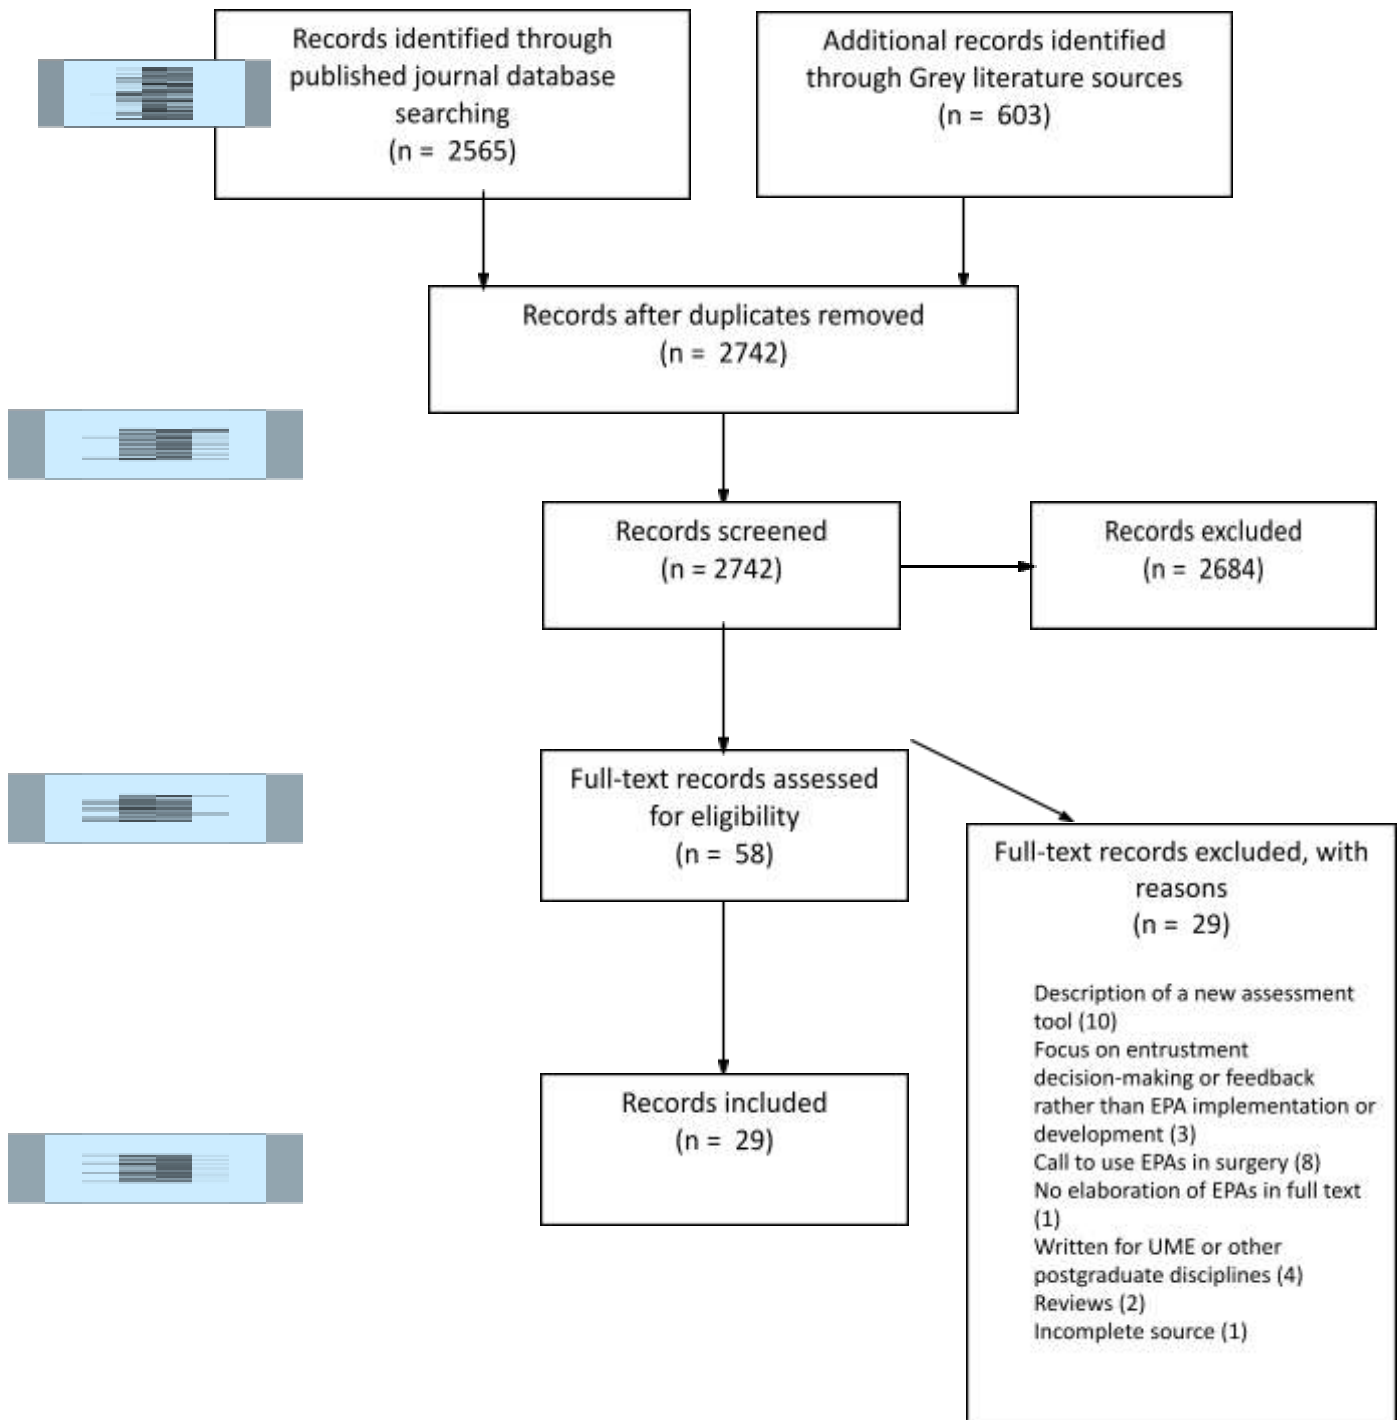 Records identified through
published journal database
searching
(n = 2565)
Additional records identified
through Grey literature sources
(n = 603)
Records after duplicates removed
(n = 2742)
Records screened
(n = 2742)
Records excluded
(n = 2684)
Full-text records assessed
for eligibility
(n = 58)
Full-text records excluded, with
reasons
(n = 29)
Description of a new assessment
tool (10)
Focus on entrustment
decision-making or feedback
rather than EPA implementation or
development (3)
Call to use EPAs in surgery (8)
No elaboration of EPAs in full text
(1)
Written for UME or other
postgraduate disciplines (4)
Reviews (2)
Incomplete source (1)
Records included
(n = 29)